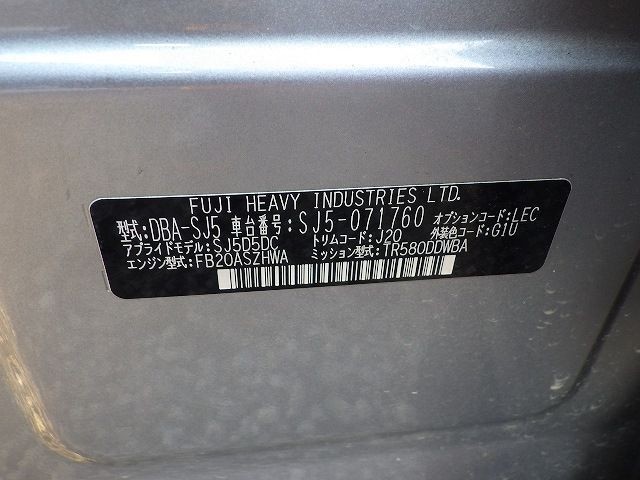 FUJI HEAVY INDUSTRIES LTD.
型式:DBA-SJ5 車台番号:SJ5-071760 オプションコード:LEC
アプライドモデル:SJ5D5DC トリムコード:J20 外装色コード:G1U
エンジン型式:FB20ASZHWA ミッション型式:TR580DDWBA